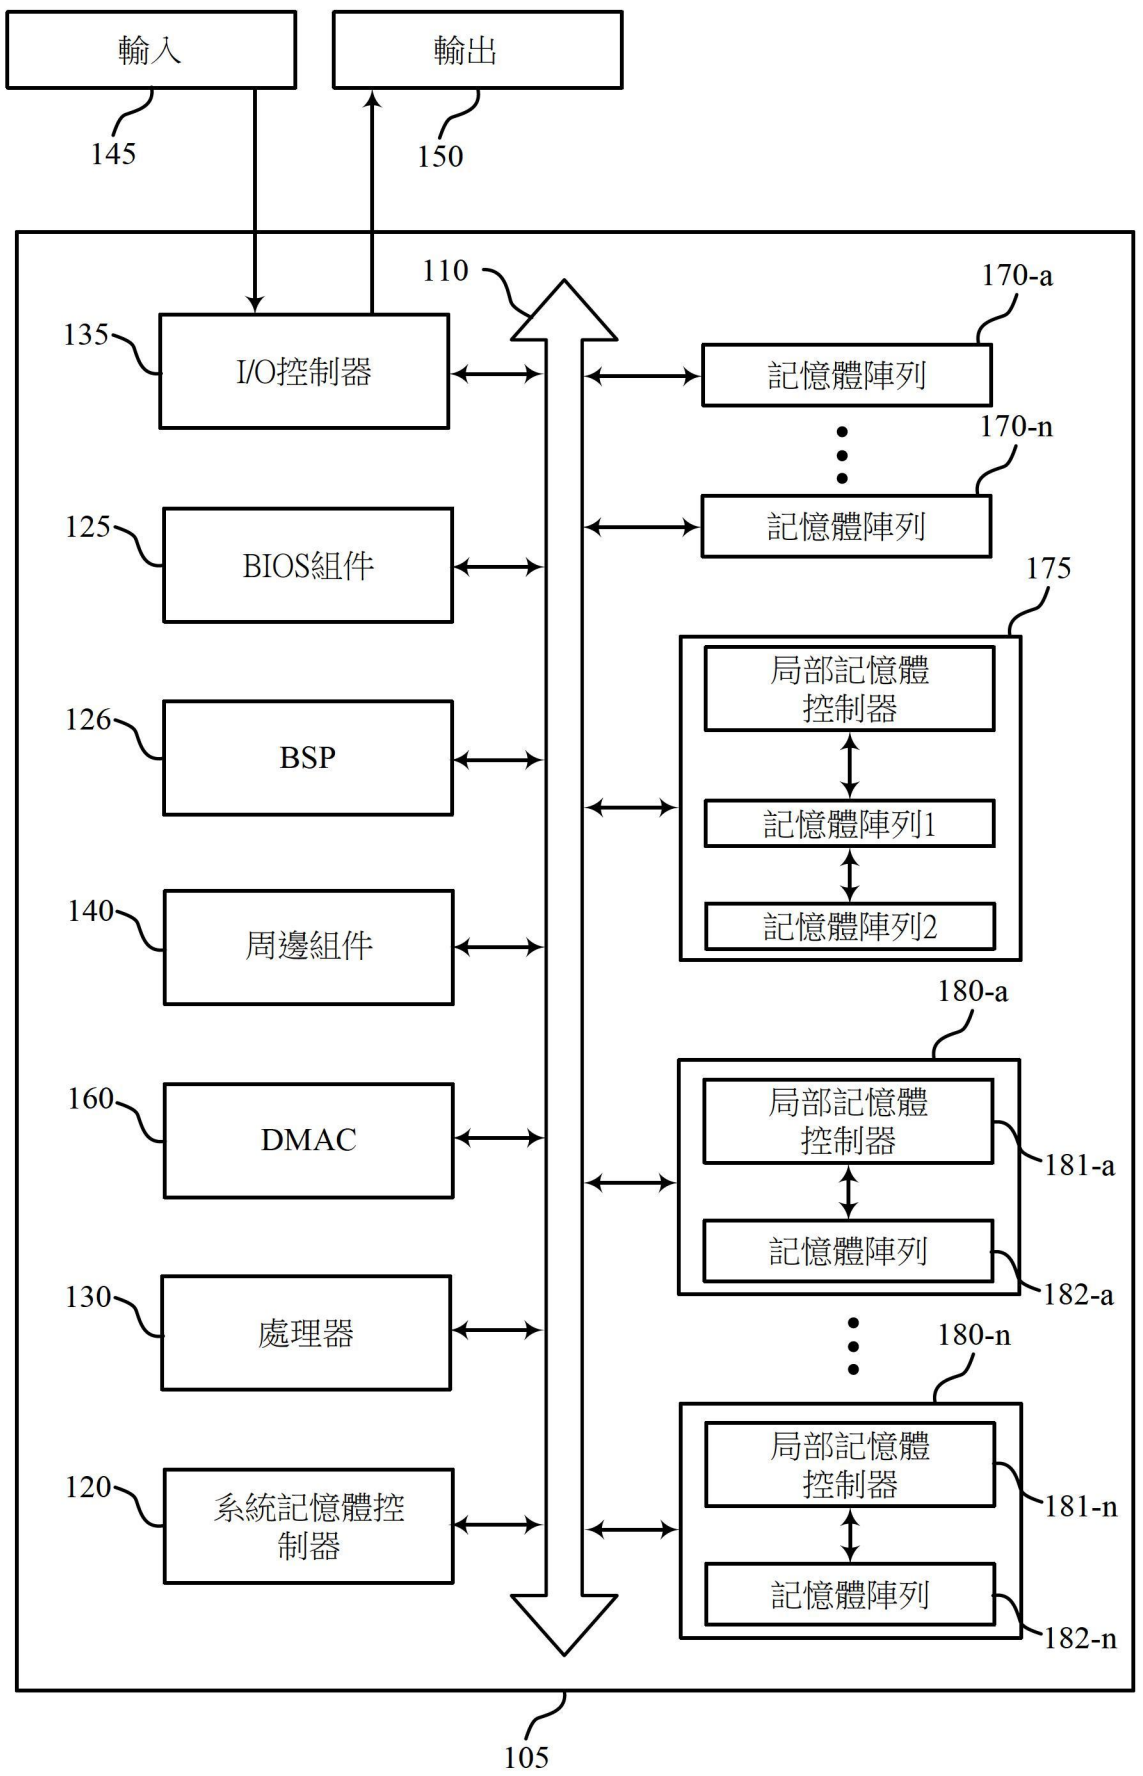 輸入
輸出
145
150
110
170-a
135
I/O控制器
記憶體陣列
170-n
125
BIOS組件
記憶體陣列
175
126
BSP
局部記憶體
控制器
記憶體陣列1
記憶體陣列2
140
周邊組件
180-a
160
DMAC
局部記憶體
控制器
181-a
記憶體陣列
182-a
130
處理器
180-n
120
系統記憶體控
制器
局部記憶體
控制器
181-n
記憶體陣列
182-n
105